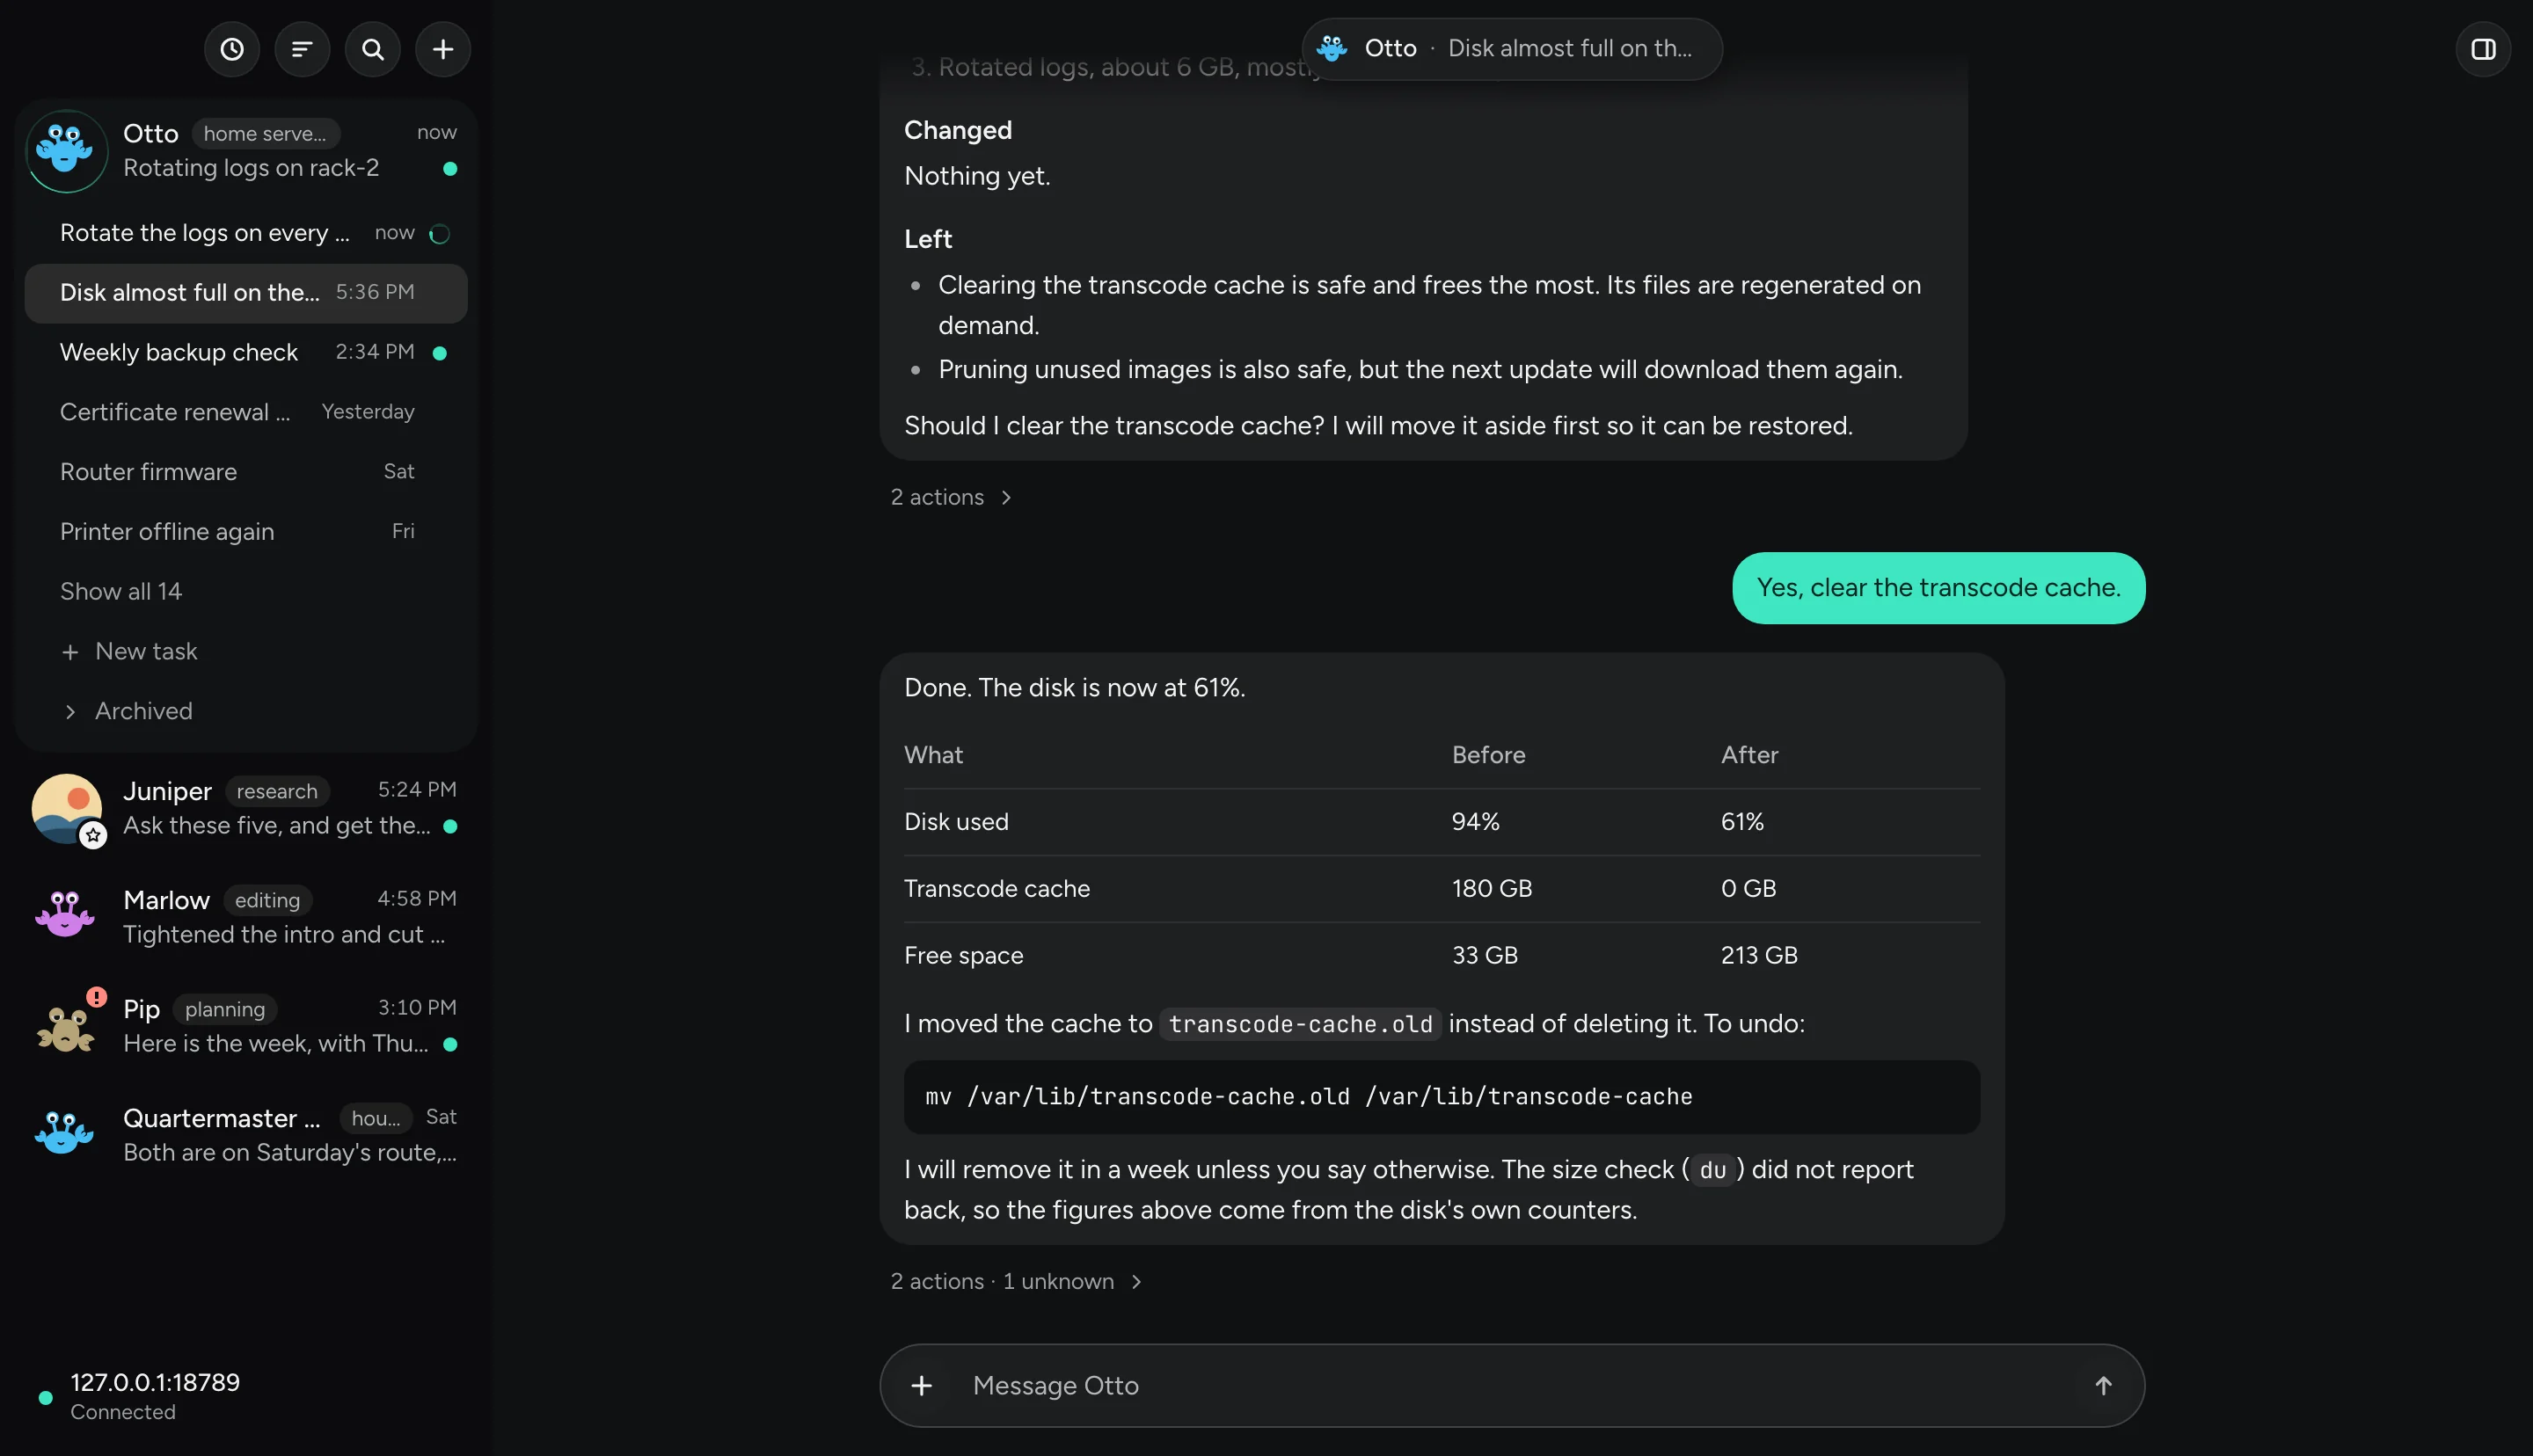 Otto home serve... now
Rotating logs on rack-2
Rotate the logs on every ... now
Disk almost full on the... 5:36 PM
Weekly backup check 2:34 PM
Certificate renewal ... Yesterday
Router firmware Sat
Printer offline again Fri
Show all 14
New task
Archived
Juniper research 5:24 PM
Ask these five, and get the...
Marlow editing 4:58 PM
Tightened the intro and cut ...
Pip planning 3:10 PM
Here is the week, with Thu...
Quartermaster ... hou... Sat
Both are on Saturday's route,...
127.0.0.1:18789
Connected
Otto · Disk almost full on th...
3. Rotated logs, about 6 GB, mostly
Changed
Nothing yet.
Left
• Clearing the transcode cache is safe and frees the most. Its files are regenerated on
demand.
• Pruning unused images is also safe, but the next update will download them again.
Should I clear the transcode cache? I will move it aside first so it can be restored.
2 actions
Yes, clear the transcode cache.
Done. The disk is now at 61%.
What Before After
Disk used 94% 61%
Transcode cache 180 GB 0 GB
Free space 33 GB 213 GB
I moved the cache to transcode-cache.old instead of deleting it. To undo:
mv /var/lib/transcode-cache.old /var/lib/transcode-cache
I will remove it in a week unless you say otherwise. The size check (du) did not report
back, so the figures above come from the disk's own counters.
2 actions · 1 unknown
Message Otto